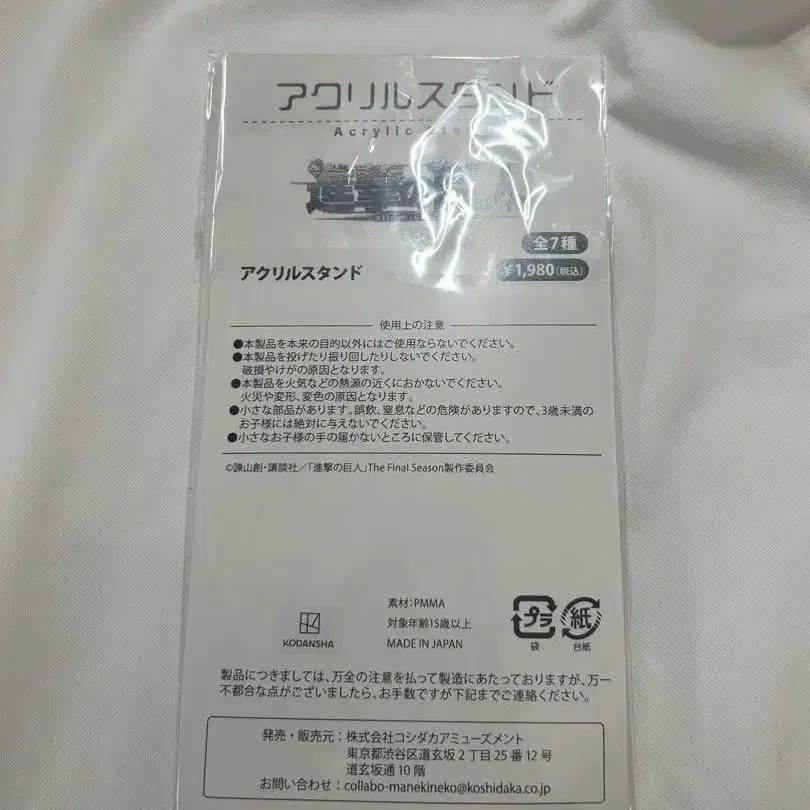 アクリルスタンド
Acrylic Sta
進撃の
全7種
アクリルスタンド
¥1,980(税込)
使用上の注意
●本製品を本来の目的以外にはご使用ならないでください。
●本製品を投げたり振り回したりしないでください。
破損やけがの原因となります。
●本製品を火気などの熱源の近くにおかないでください。
火災や変形、変色の原因となります。
●小さな部品があります。誤飲、窒息などの危険がありますので、3歳未満の
お子様には絶対に与えないでください。
●小さなお子様の手の届かないところに保管してください。
©諫山創・講談社/「進撃の巨人」The Final Season製作委員会
素材:PMMA
対象年齢15歳以上
MADE IN JAPAN
KODANSHA
プラ
袋
紙
台紙
製品につきましては、万全の注意を払って製造にあたっておりますが、万一
不都合な点がございましたら、お手数ですが下記までご連絡ください。
発売・販売元:株式会社コシダカアミューズメント
東京都渋谷区道玄坂2丁目25番12号
道玄坂通10階
お問い合わせ:collabo-manekineko@koshidaka.co.jp